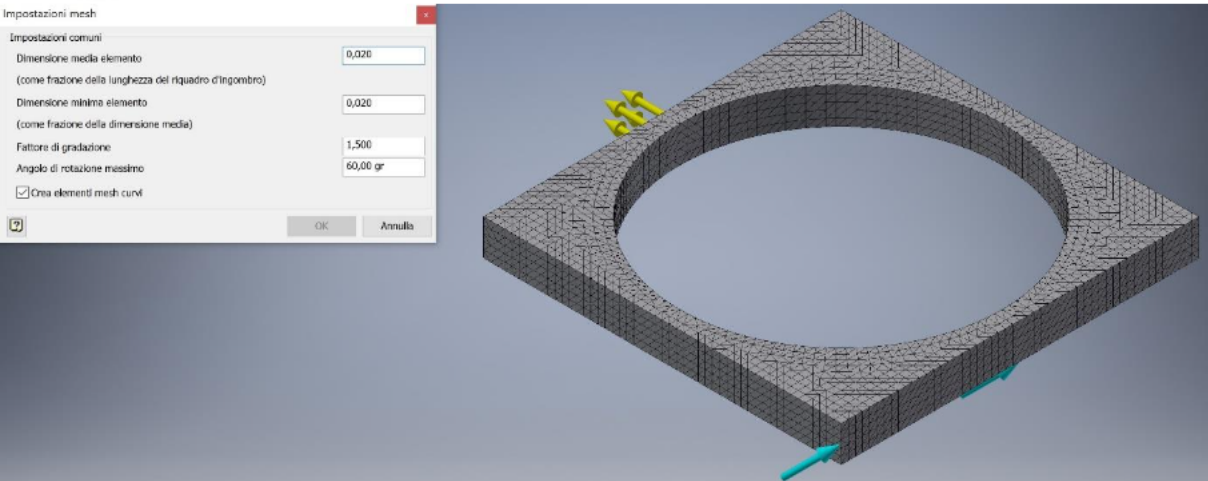 Impostazioni mesh
Impostazioni comuni
Dimensione media elemento 0,020
(come frazione della lunghezza del riquadro d'ingombro)
Dimensione minima elemento 0,020
(come frazione della dimensione media)
Fattore di gradazione 1,500
Angolo di rotazione massimo 60,00 gr
Crea elementi mesh curvi
OK Annulla